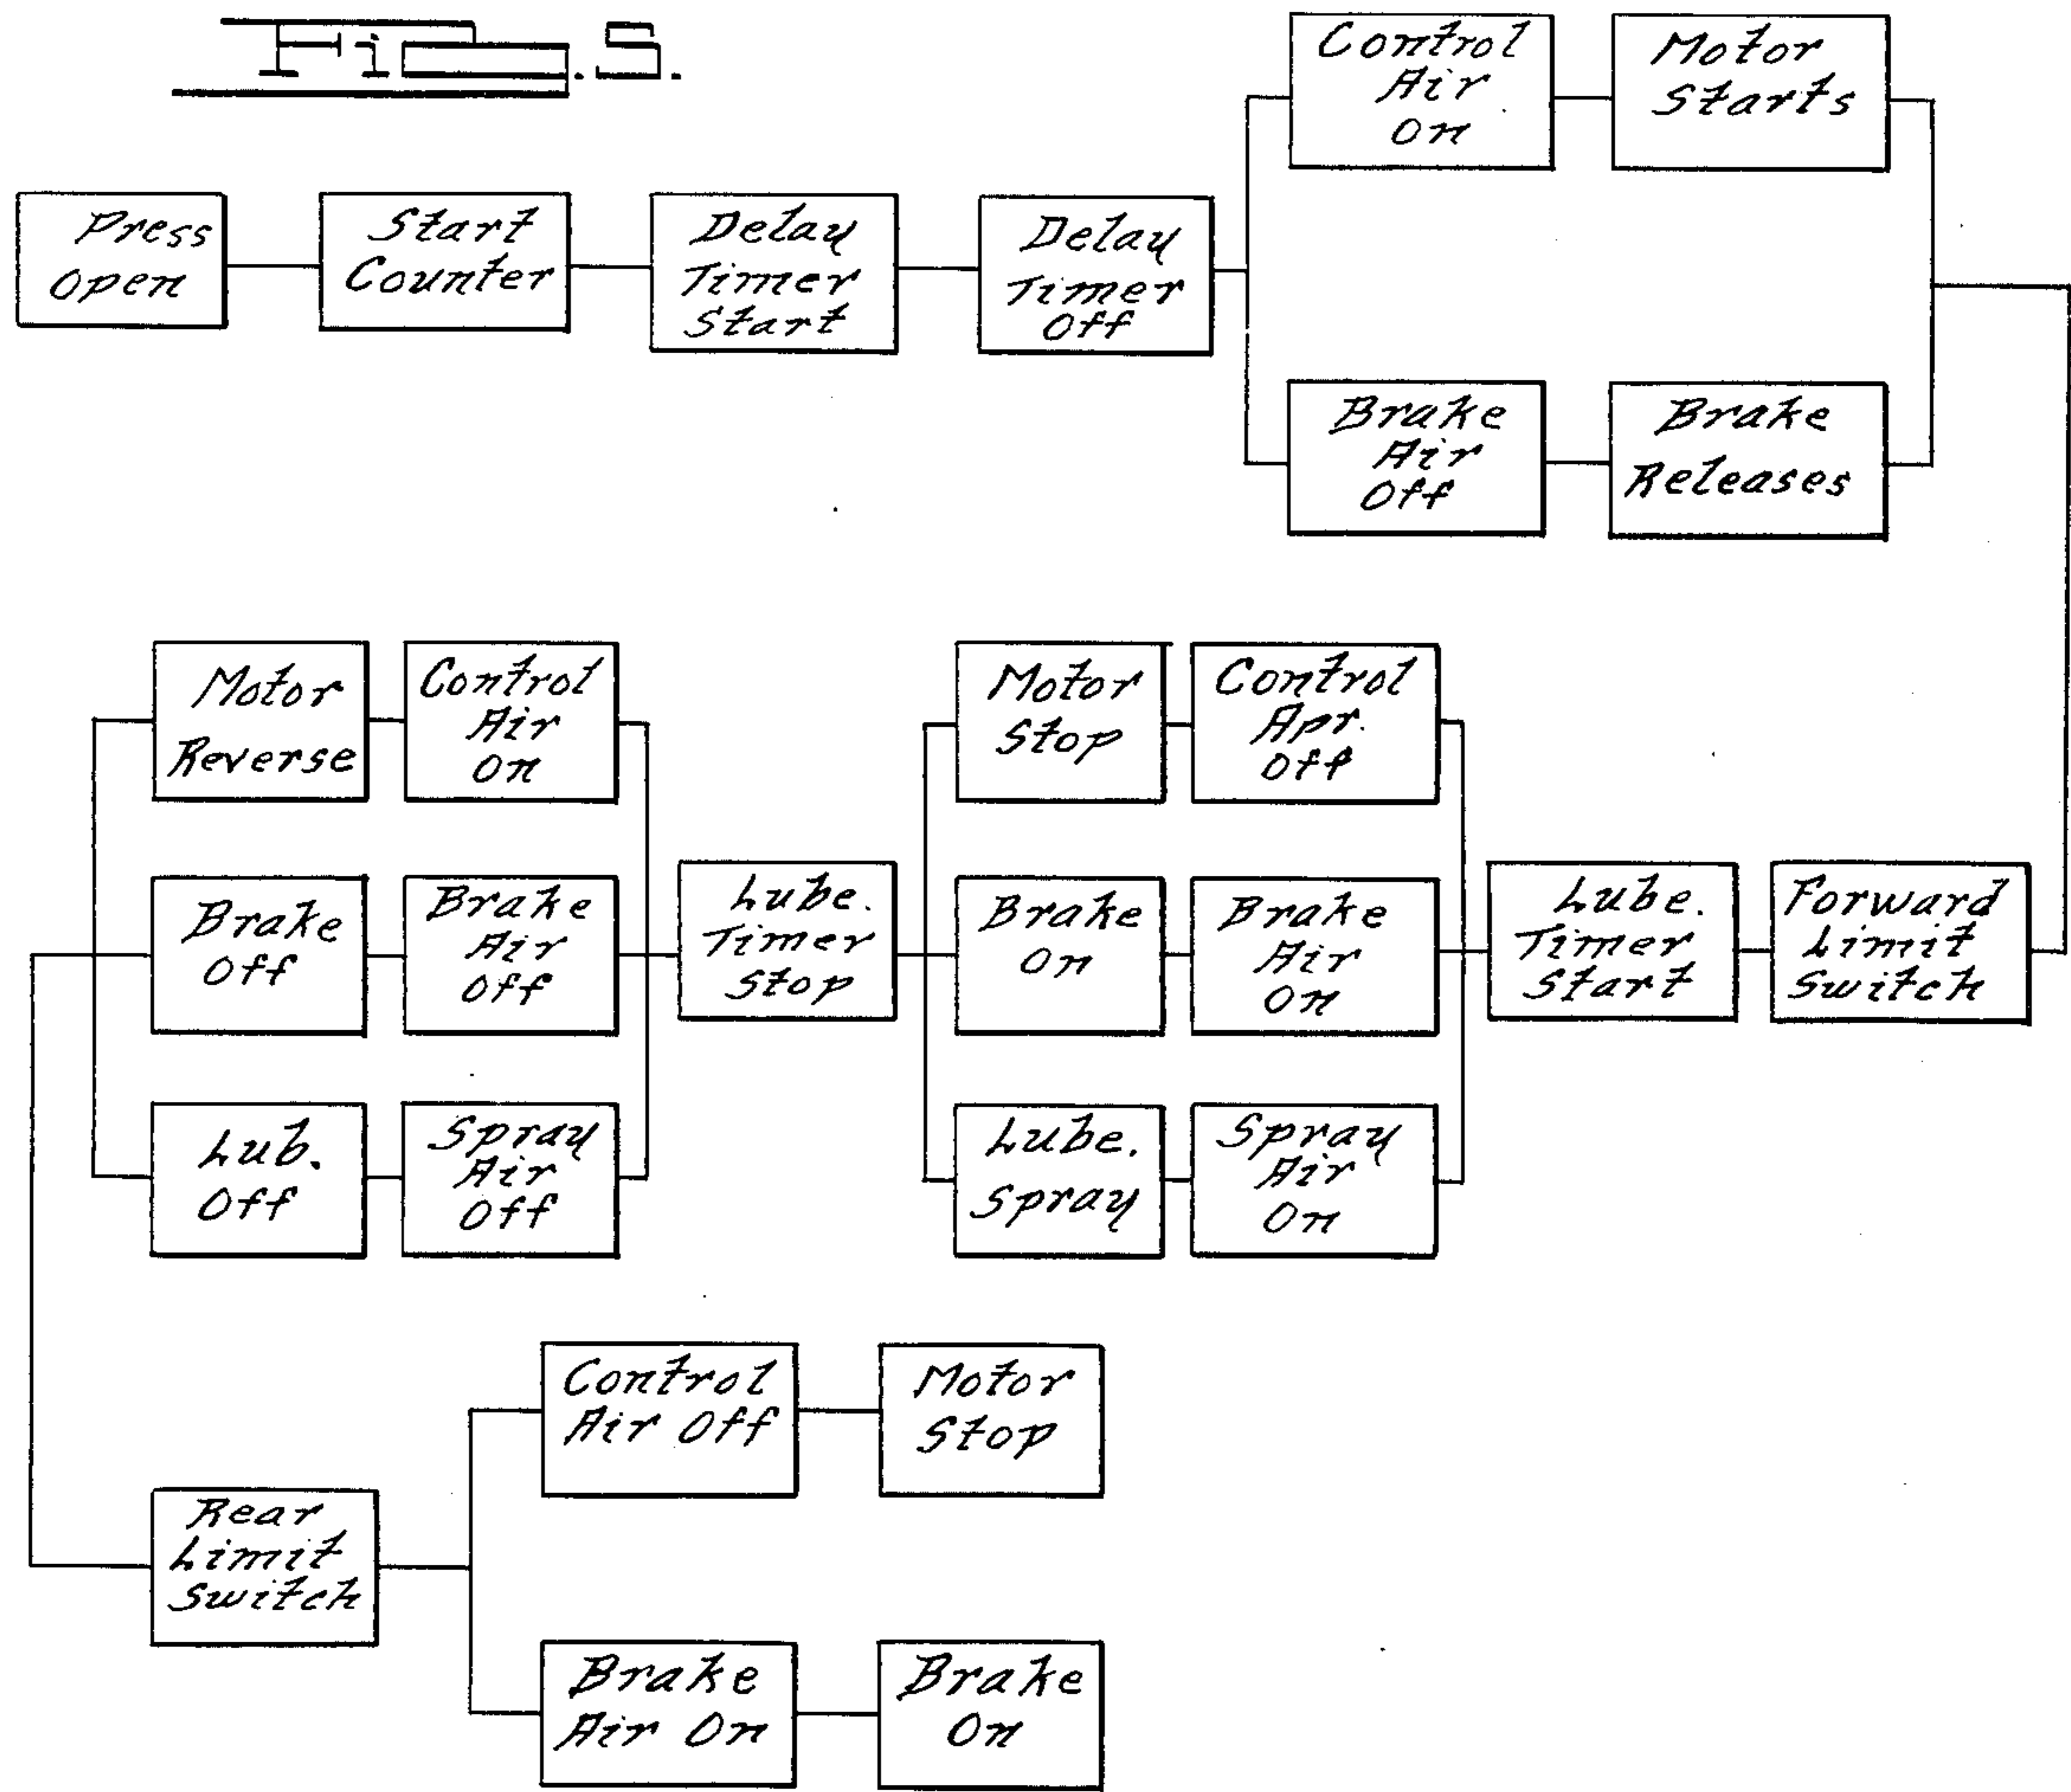 Fig. 5.
Press
Open
Start
Counter
Delay
Timer
Start
Delay
Timer
Off
Control
Air
On
Motor
Starts
Brake
Air
Off
Brake
Releases
Forward
Limit
Switch
Lube.
Timer
Start
Control
Apr.
Off
Motor
Stop
Brake
Air
On
Brake
On
Spray
Air
On
Lube.
Spray
Lube.
Timer
Stop
Control
Air
On
Motor
Reverse
Brake
Air
Off
Brake
Off
Spray
Air
Off
Lub.
Off
Rear
Limit
Switch
Control
Air Off
Motor
Stop
Brake
Air On
Brake
On